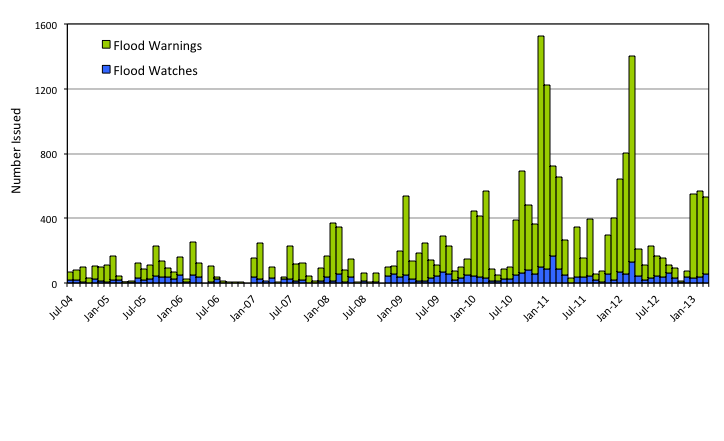 1600
1200
800
400
0
Number Issued
Flood Warnings
Flood Watches
Jul-04
Jan-05
Jul-05
Jan-06
Jul-06
Jan-07
Jul-07
Jan-08
Jul-08
Jan-09
Jul-09
Jan-10
Jul-10
Jan-11
Jul-11
Jan-12
Jul-12
Jan-13